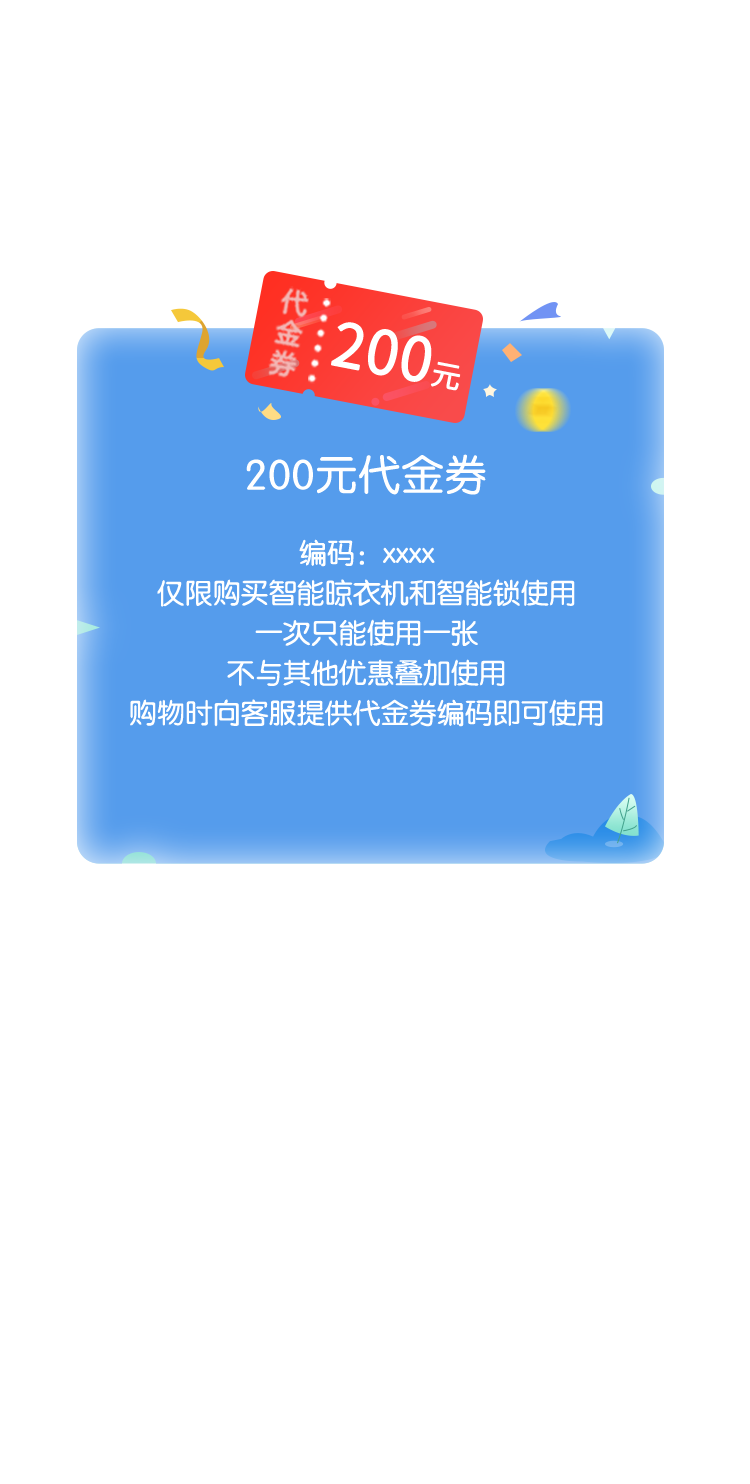 代金券
200元
200元代金券
编码：xxxx
仅限购买智能晾衣机和智能锁使用
一次只能使用一张
不与其他优惠叠加使用
购物时向客服提供代金券编码即可使用